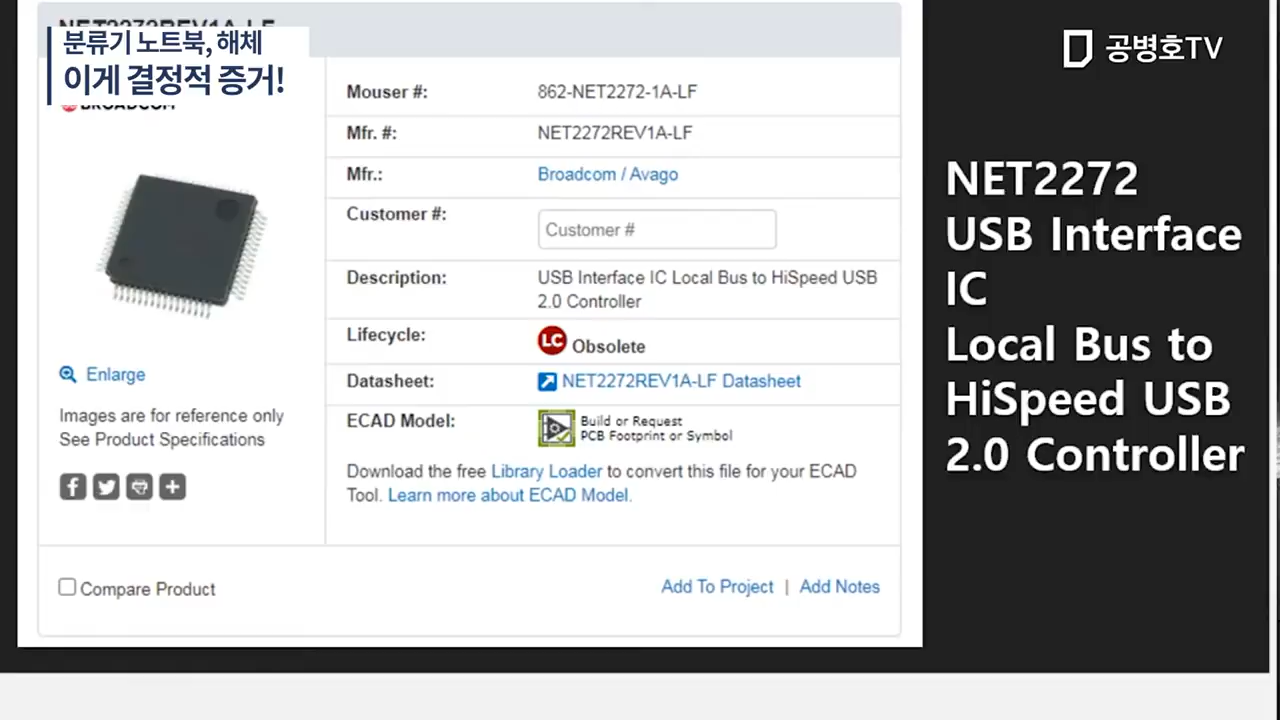 분류기 노트북, 해체
이게 결정적 증거!
공병호TV
NET2272REV1A-LF
BROADCOM
Mouser #: 862-NET2272-1A-LF
Mfr. #: NET2272REV1A-LF
Mfr.: Broadcom / Avago
Customer #: Customer #
Description: USB Interface IC Local Bus to HiSpeed USB
2.0 Controller
Lifecycle: LC Obsolete
Datasheet: NET2272REV1A-LF Datasheet
ECAD Model: Build or Request
PCB Footprint or Symbol
Download the free Library Loader to convert this file for your ECAD
Tool. Learn more about ECAD Model.
Enlarge
Images are for reference only
See Product Specifications
Compare Product
Add To Project | Add Notes
NET2272
USB Interface
IC
Local Bus to
HiSpeed USB
2.0 Controller